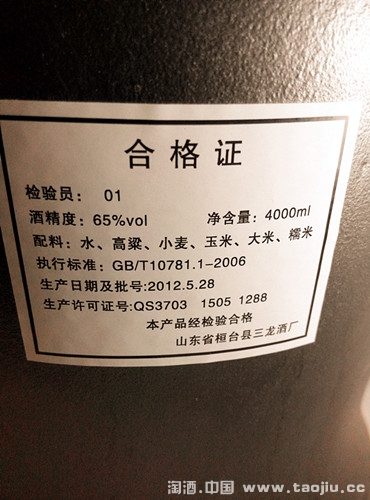 合格证
检验员： 01
酒精度：65%vol 净含量：4000ml
配料：水、高粱、小麦、玉米、大米、糯米
执行标准：GB/T10781.1-2006
生产日期及批号:2012.5.28
生产许可证号:QS3703 1505 1288
本产品经检验合格
山东省桓台县三龙酒厂
淘酒.中国 www.taojiu.cc